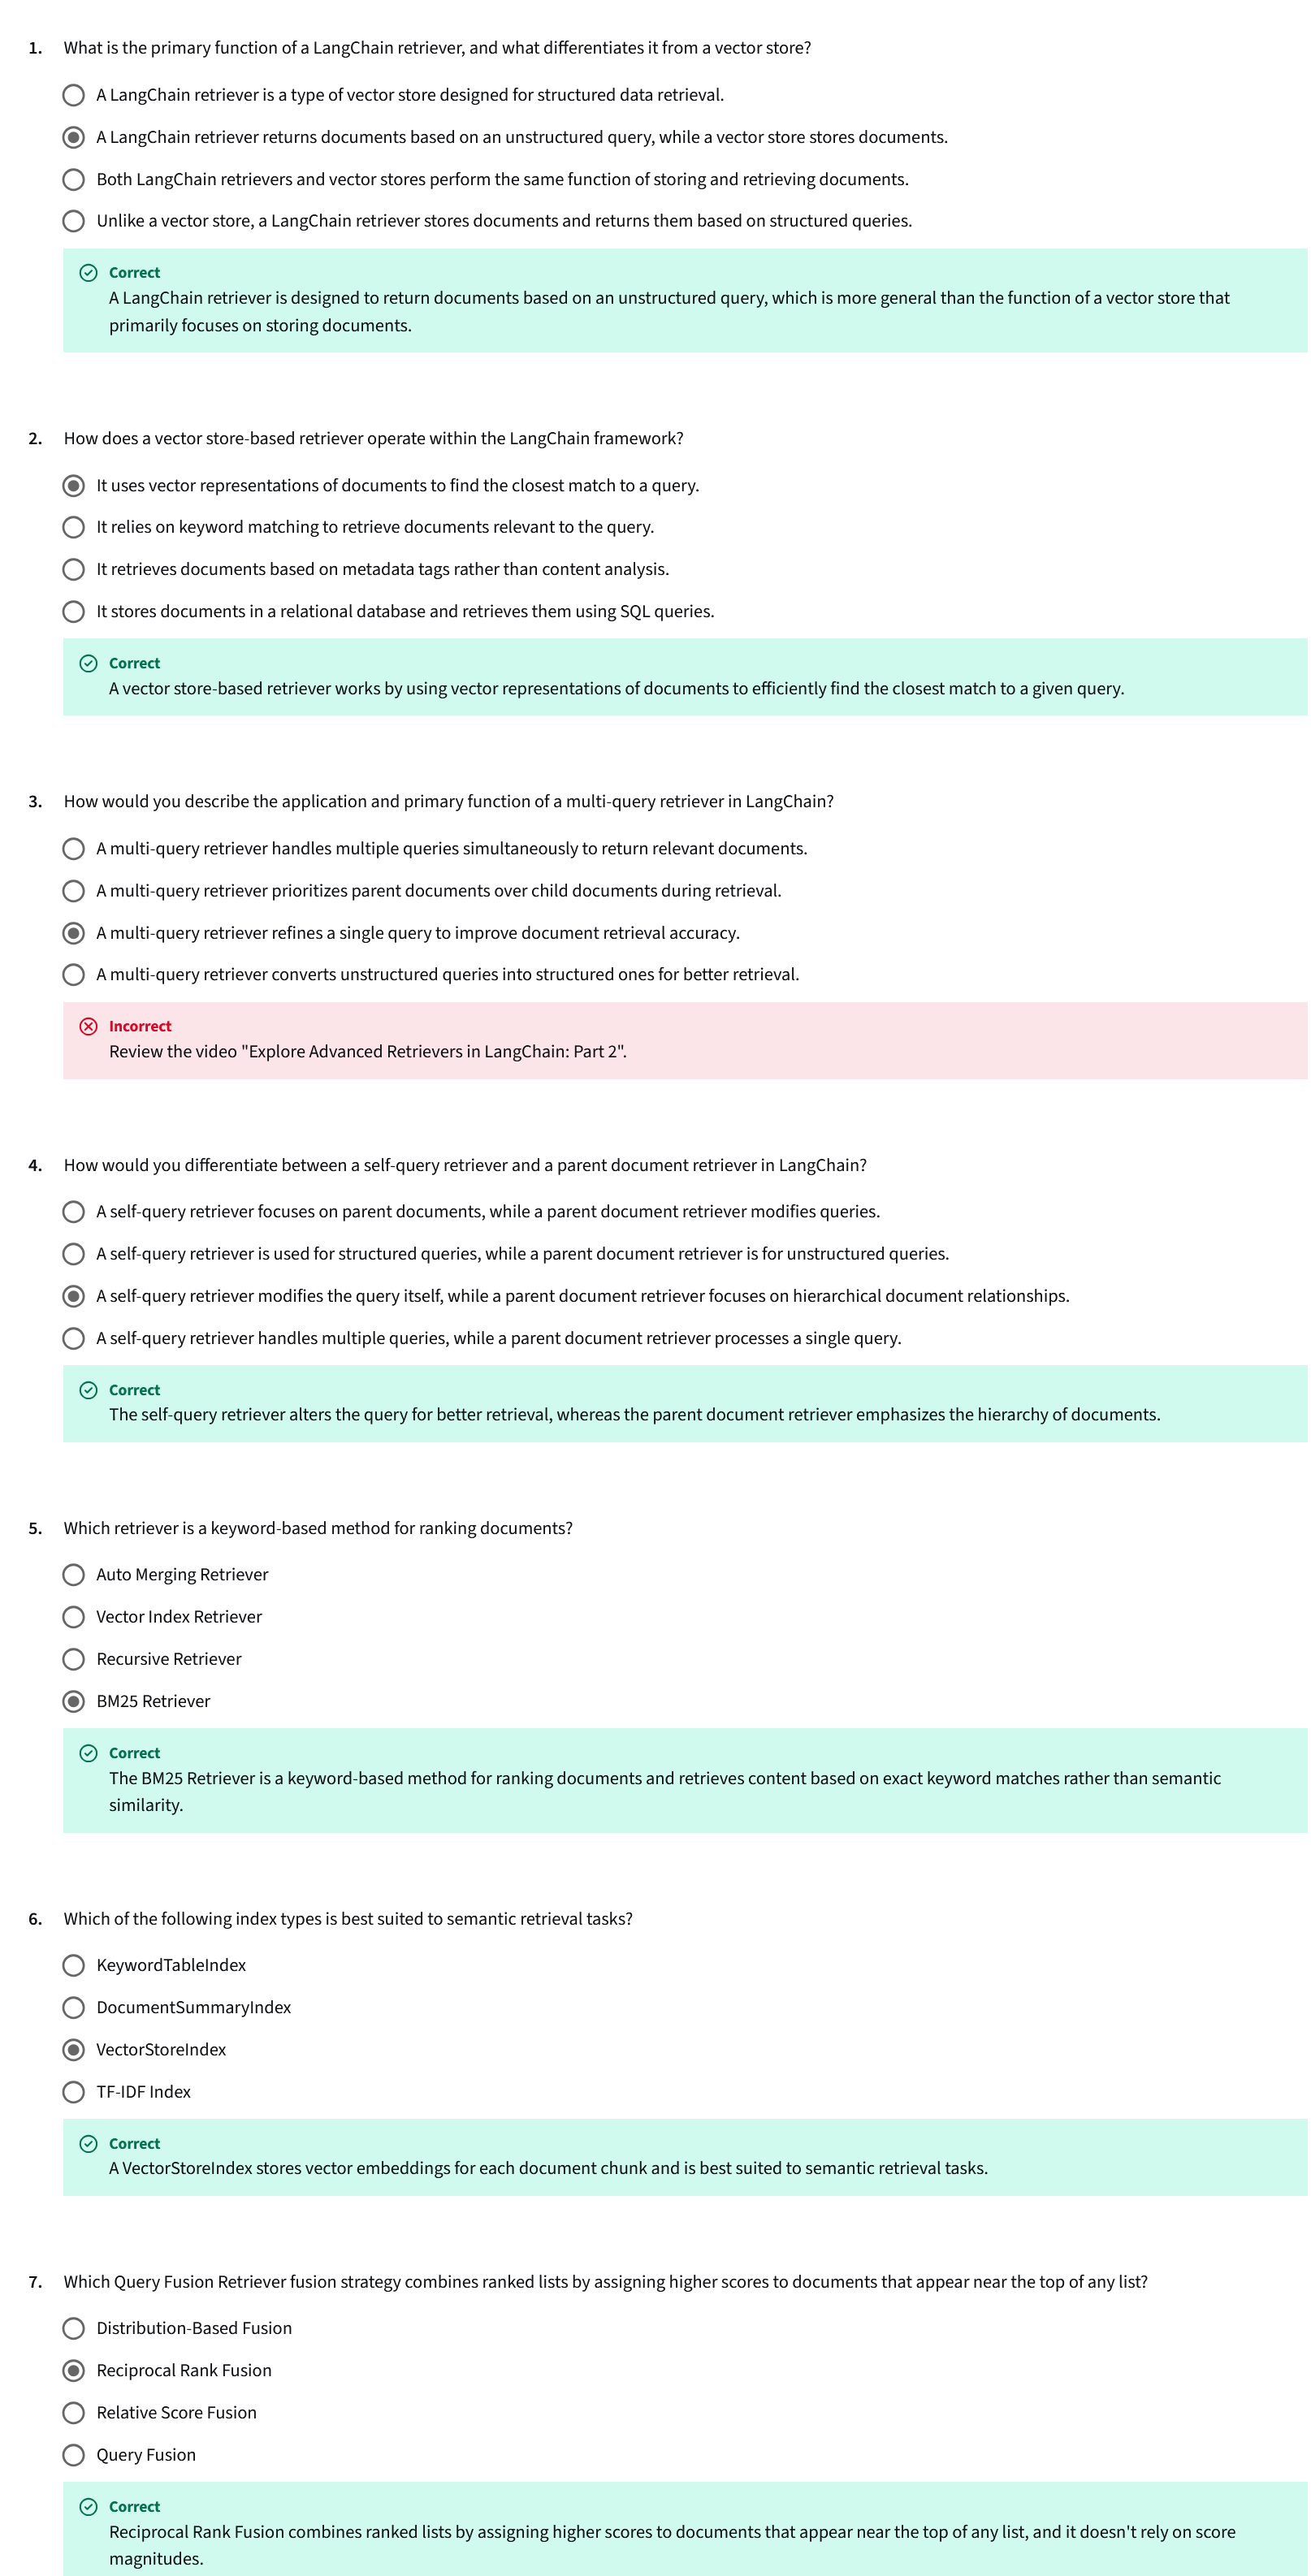 1. What is the primary function of a LangChain retriever, and what differentiates it from a vector store?
A LangChain retriever is a type of vector store designed for structured data retrieval.
A LangChain retriever returns documents based on an unstructured query, while a vector store stores documents.
Both LangChain retrievers and vector stores perform the same function of storing and retrieving documents.
Unlike a vector store, a LangChain retriever stores documents and returns them based on structured queries.
Correct
A LangChain retriever is designed to return documents based on an unstructured query, which is more general than the function of a vector store that
primarily focuses on storing documents.
2. How does a vector store-based retriever operate within the LangChain framework?
It uses vector representations of documents to find the closest match to a query.
It relies on keyword matching to retrieve documents relevant to the query.
It retrieves documents based on metadata tags rather than content analysis.
It stores documents in a relational database and retrieves them using SQL queries.
Correct
A vector store-based retriever works by using vector representations of documents to efficiently find the closest match to a given query.
3. How would you describe the application and primary function of a multi-query retriever in LangChain?
A multi-query retriever handles multiple queries simultaneously to return relevant documents.
A multi-query retriever prioritizes parent documents over child documents during retrieval.
A multi-query retriever refines a single query to improve document retrieval accuracy.
A multi-query retriever converts unstructured queries into structured ones for better retrieval.
Incorrect
Review the video "Explore Advanced Retrievers in LangChain: Part 2".
4. How would you differentiate between a self-query retriever and a parent document retriever in LangChain?
A self-query retriever focuses on parent documents, while a parent document retriever modifies queries.
A self-query retriever is used for structured queries, while a parent document retriever is for unstructured queries.
A self-query retriever modifies the query itself, while a parent document retriever focuses on hierarchical document relationships.
A self-query retriever handles multiple queries, while a parent document retriever processes a single query.
Correct
The self-query retriever alters the query for better retrieval, whereas the parent document retriever emphasizes the hierarchy of documents.
5. Which retriever is a keyword-based method for ranking documents?
Auto Merging Retriever
Vector Index Retriever
Recursive Retriever
BM25 Retriever
Correct
The BM25 Retriever is a keyword-based method for ranking documents and retrieves content based on exact keyword matches rather than semantic
similarity.
6. Which of the following index types is best suited to semantic retrieval tasks?
KeywordTableIndex
DocumentSummaryIndex
VectorStoreIndex
TF-IDF Index
Correct
A VectorStoreIndex stores vector embeddings for each document chunk and is best suited to semantic retrieval tasks.
7. Which Query Fusion Retriever fusion strategy combines ranked lists by assigning higher scores to documents that appear near the top of any list?
Distribution-Based Fusion
Reciprocal Rank Fusion
Relative Score Fusion
Query Fusion
Correct
Reciprocal Rank Fusion combines ranked lists by assigning higher scores to documents that appear near the top of any list, and it doesn't rely on score
magnitudes.